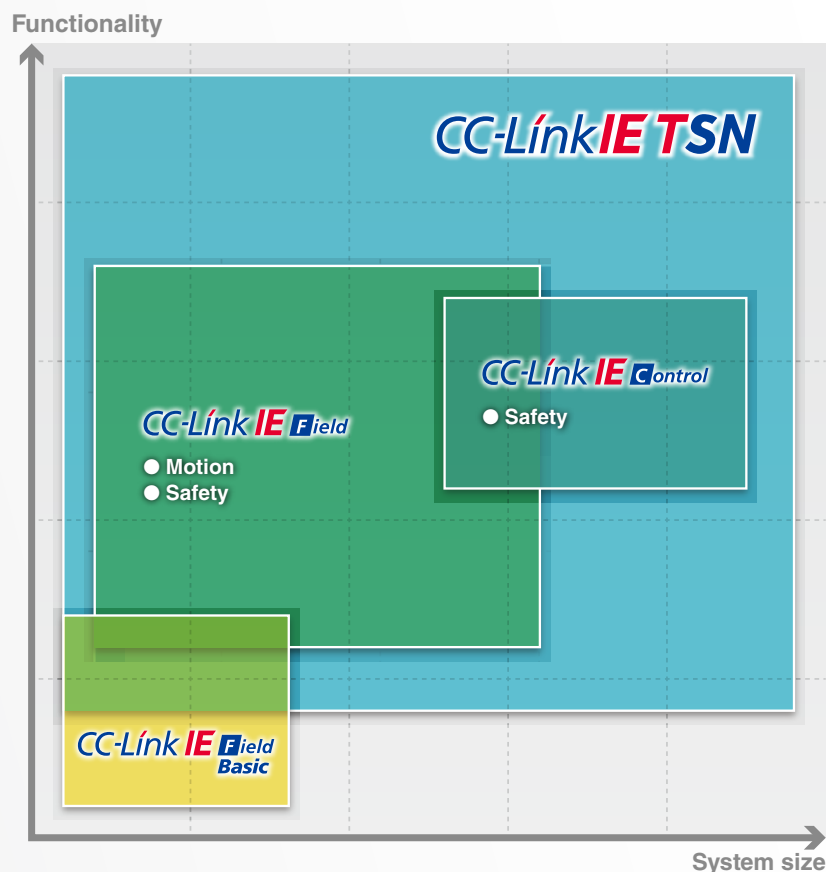 Functionality
CC-Link IE TSN
CC-Link IE Control
Safety
CC-Link IE Field
Motion
Safety
CC-Link IE Field
Basic
System size